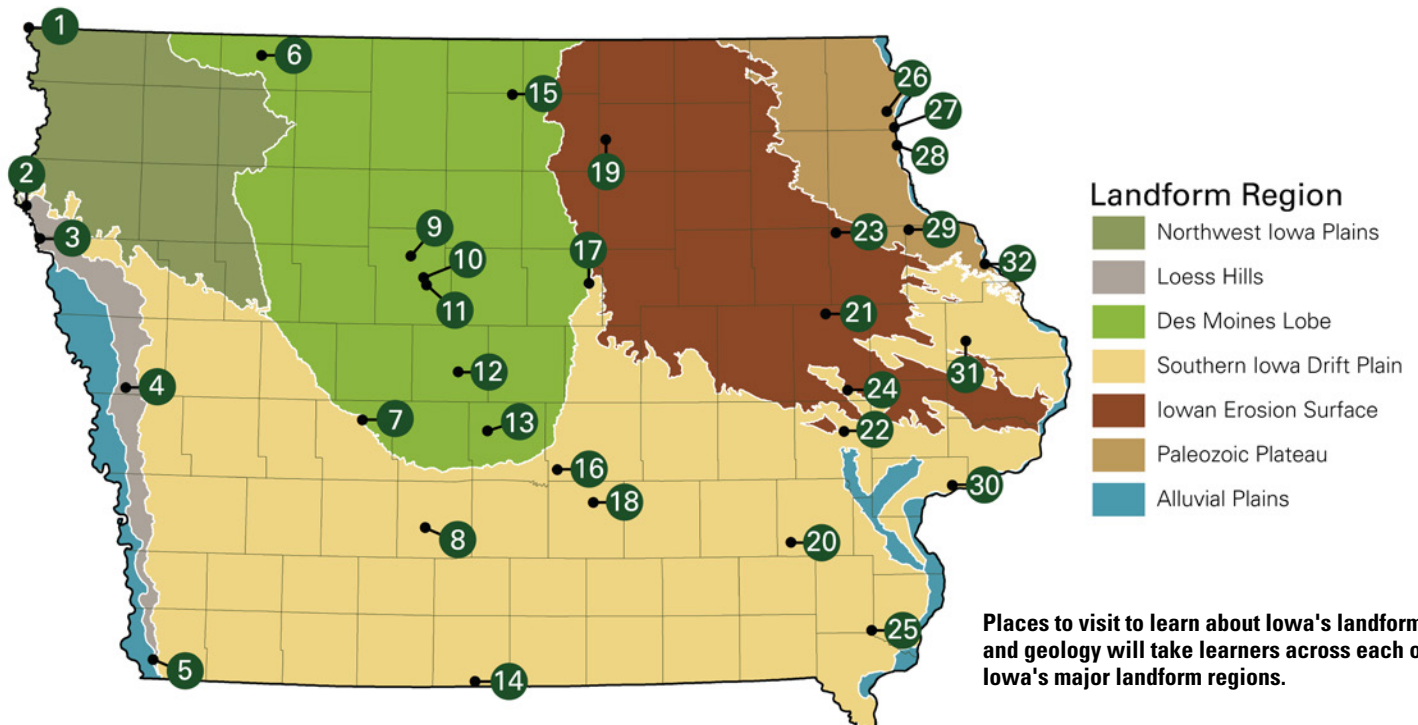 1
6
15
26
27
28
2
19
3
9
10
11
17
23
29
32
21
4
12
31
24
7
13
22
16
18
30
8
20
25
5
14
Landform Region
Northwest Iowa Plains
Loess Hills
Des Moines Lobe
Southern Iowa Drift Plain
Iowan Erosion Surface
Paleozoic Plateau
Alluvial Plains
Places to visit to learn about Iowa's landform
and geology will take learners across each o
Iowa's major landform regions.